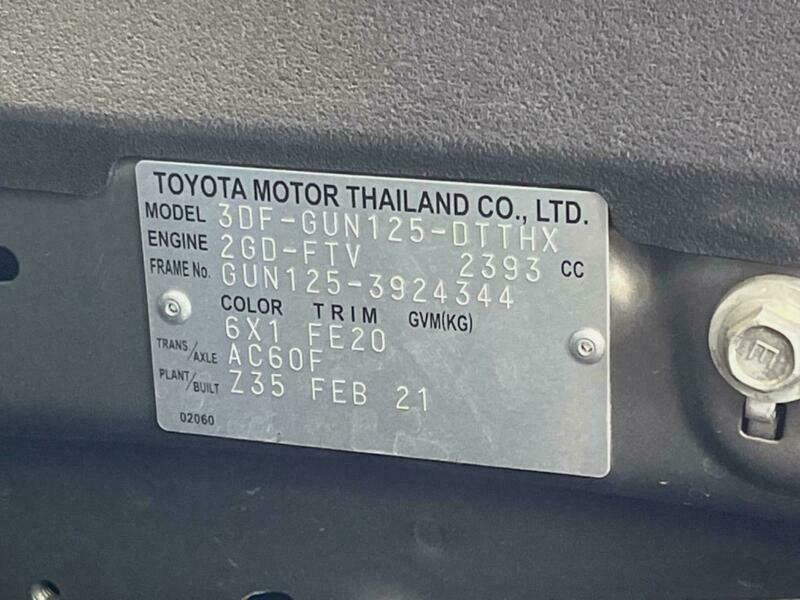 TOYOTA MOTOR THAILAND CO., LTD.
MODEL 3DF-GUN125-DTTHX
ENGINE 2GD-FTV 2393 CC
FRAME No. GUN125-3924344
COLOR TRIM GVM(KG)
6X1 FE20
TRANS/AXLE AC60F
PLANT/BUILT Z35 FEB 21
02060